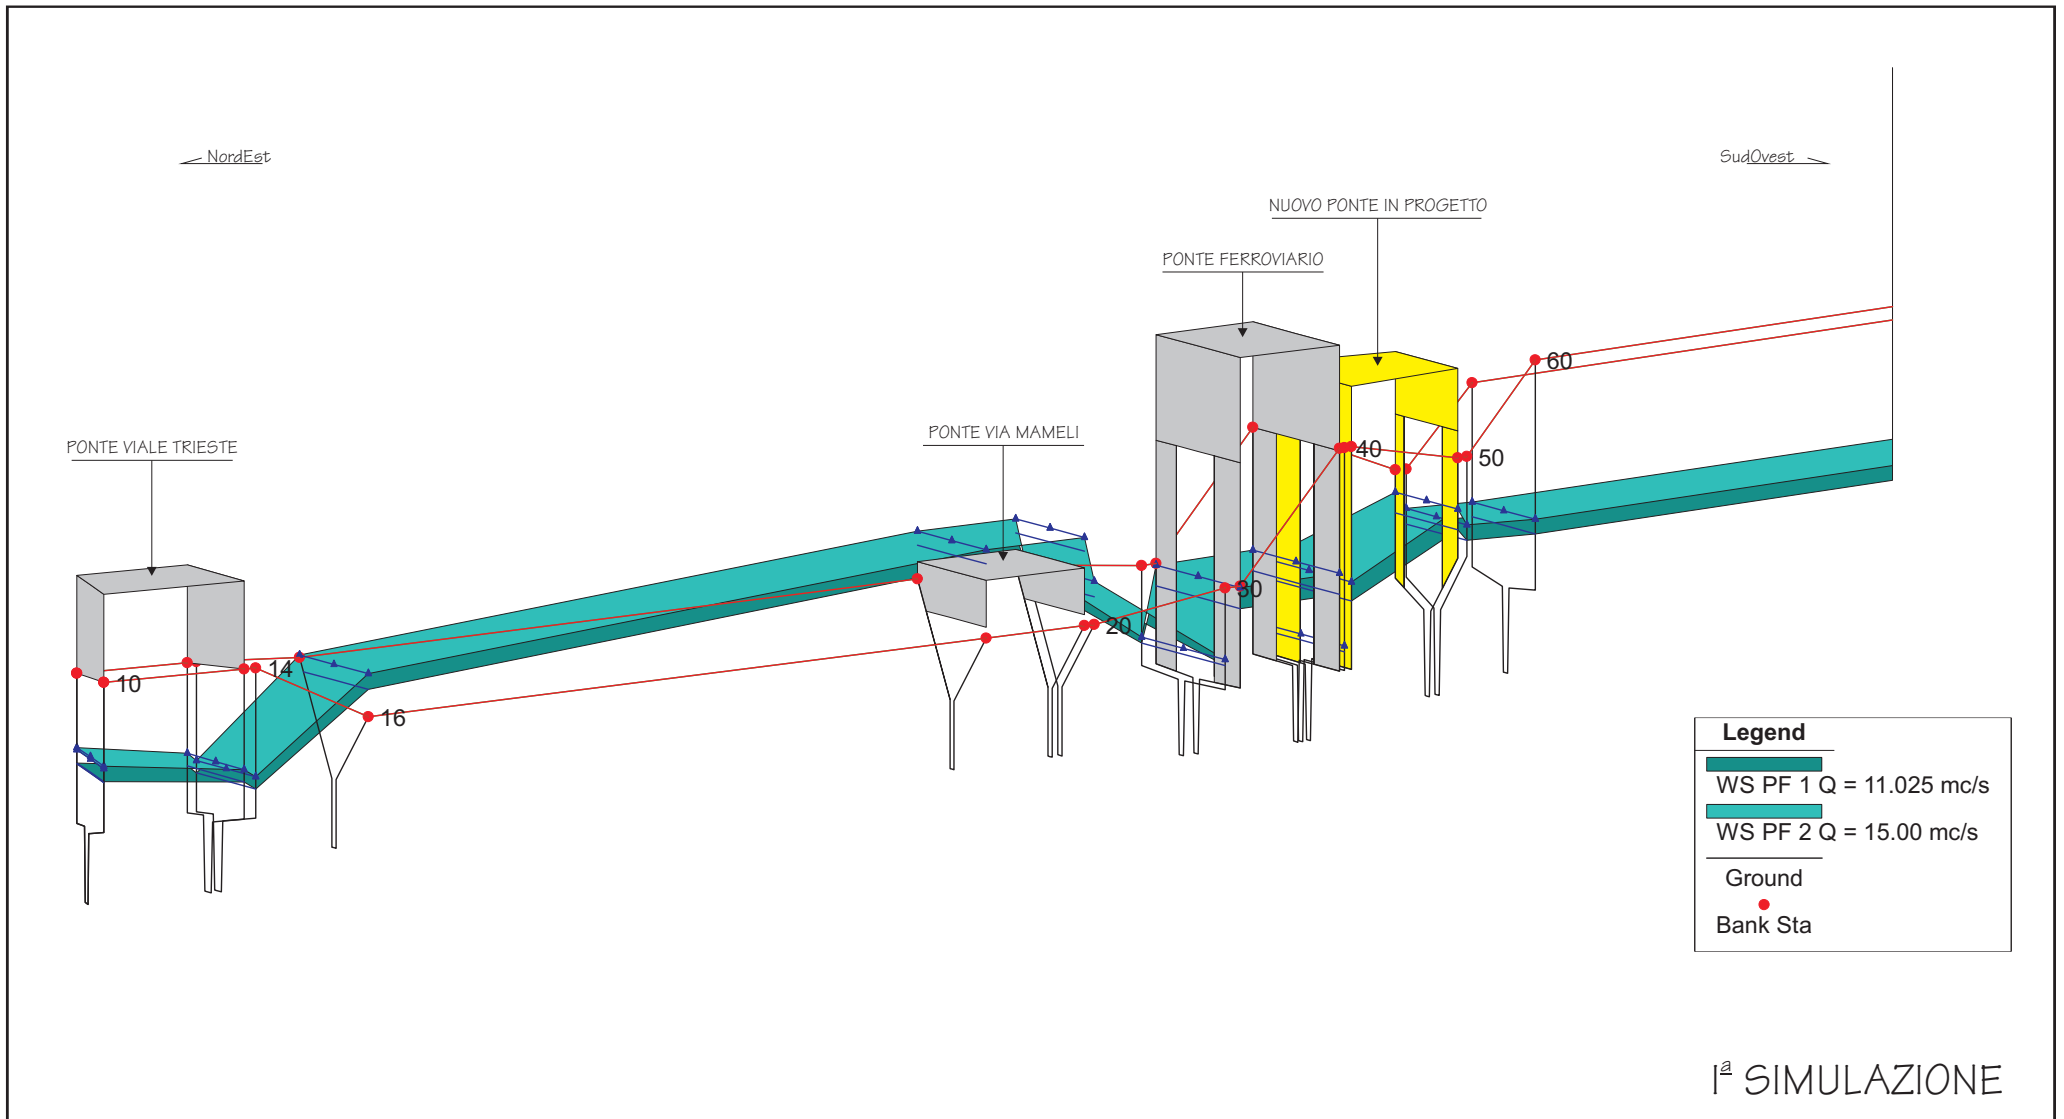 NordEst
SudOvest
NUOVO PONTE IN PROGETTO
PONTE FERROVIARIO
PONTE VIA MAMELI
PONTE VIALE TRIESTE
60
50
40
30
20
14
10
16
Legend
WS PF 1 Q = 11.025 mc/s
WS PF 2 Q = 15.00 mc/s
Ground
Bank Sta
Iª SIMULAZIONE